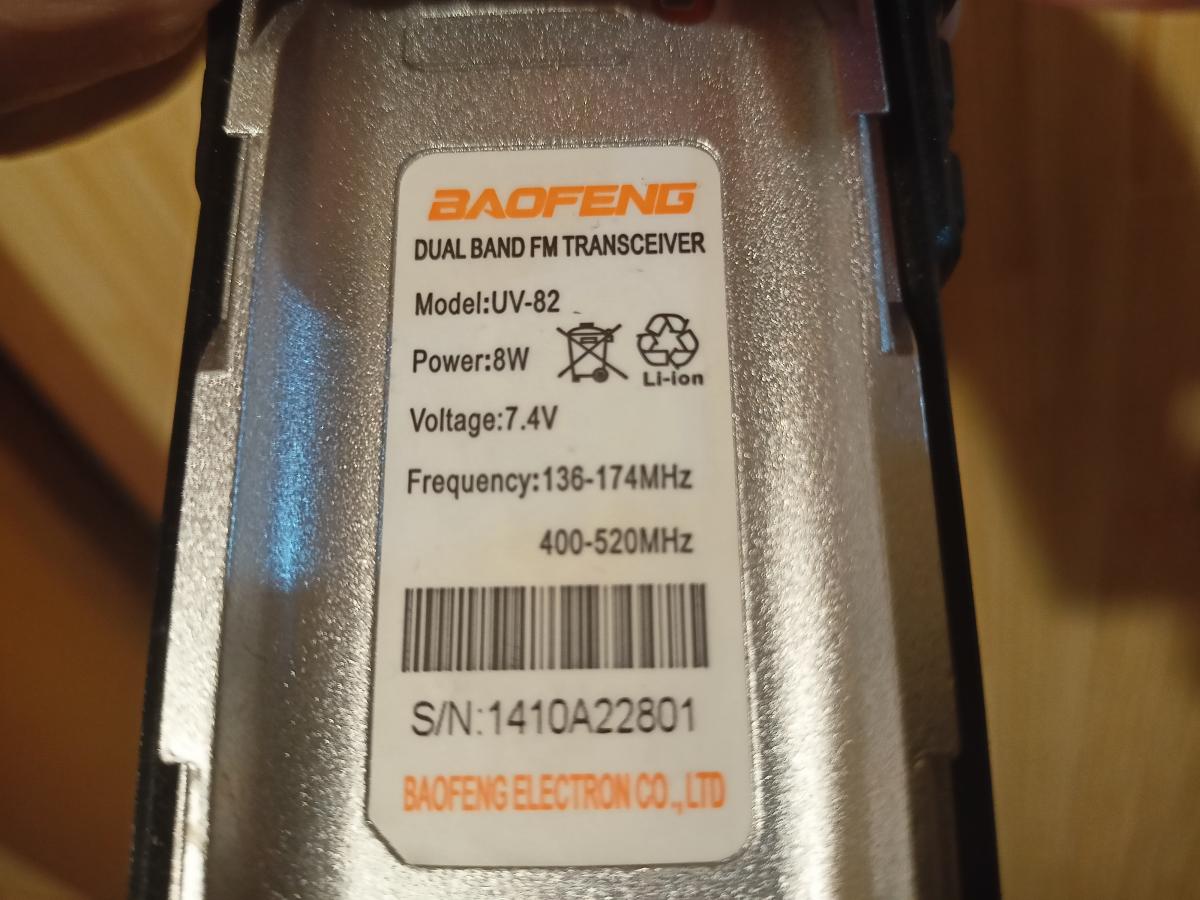 BAOFENG
DUAL BAND FM TRANSCEIVER
Model:UV-82
Power:8W
Li-ion
Voltage:7.4V
Frequency:136-174MHz
400-520MHz
S/N:1410A22801
BAOFENG ELECTRON CO.,LTD